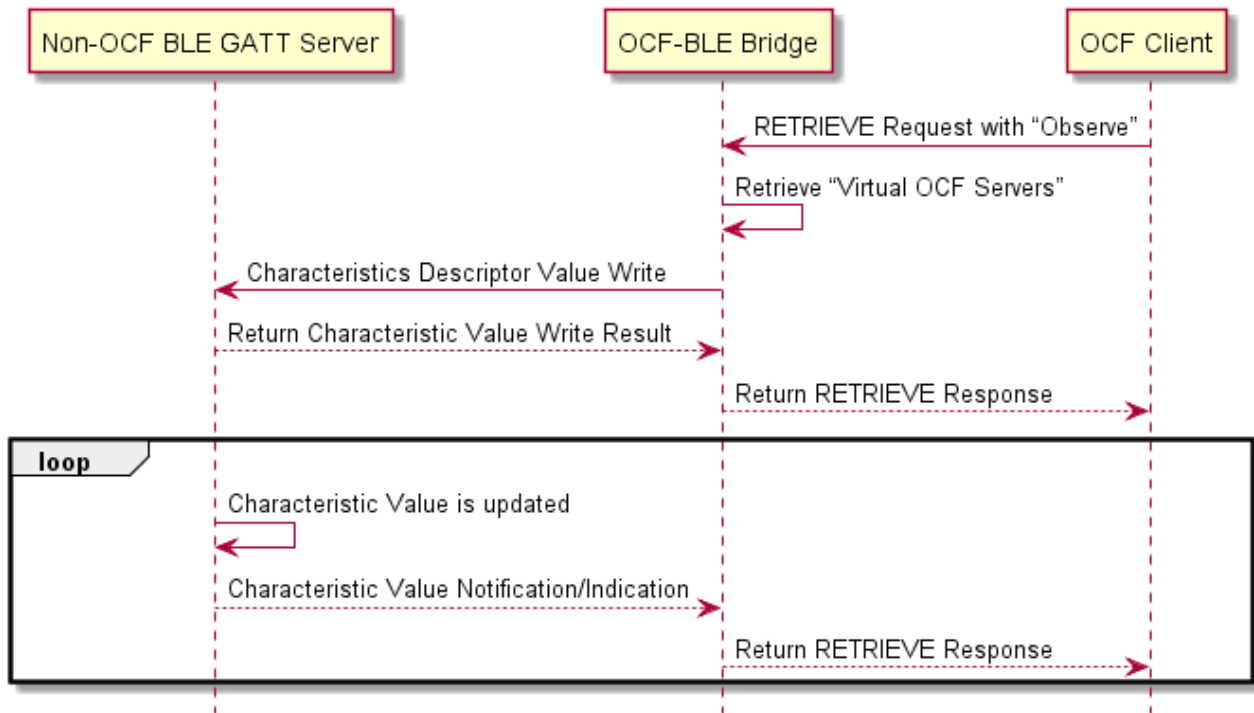 Non-OCF BLE GATT Server
OCF-BLE Bridge
OCF Client
RETRIEVE Request with “Observe”
Retrieve “Virtual OCF Servers”
Characteristics Descriptor Value Write
Return Characteristic Value Write Result
Return RETRIEVE Response
loop
Characteristic Value is updated
Characteristic Value Notification/Indication
Return RETRIEVE Response